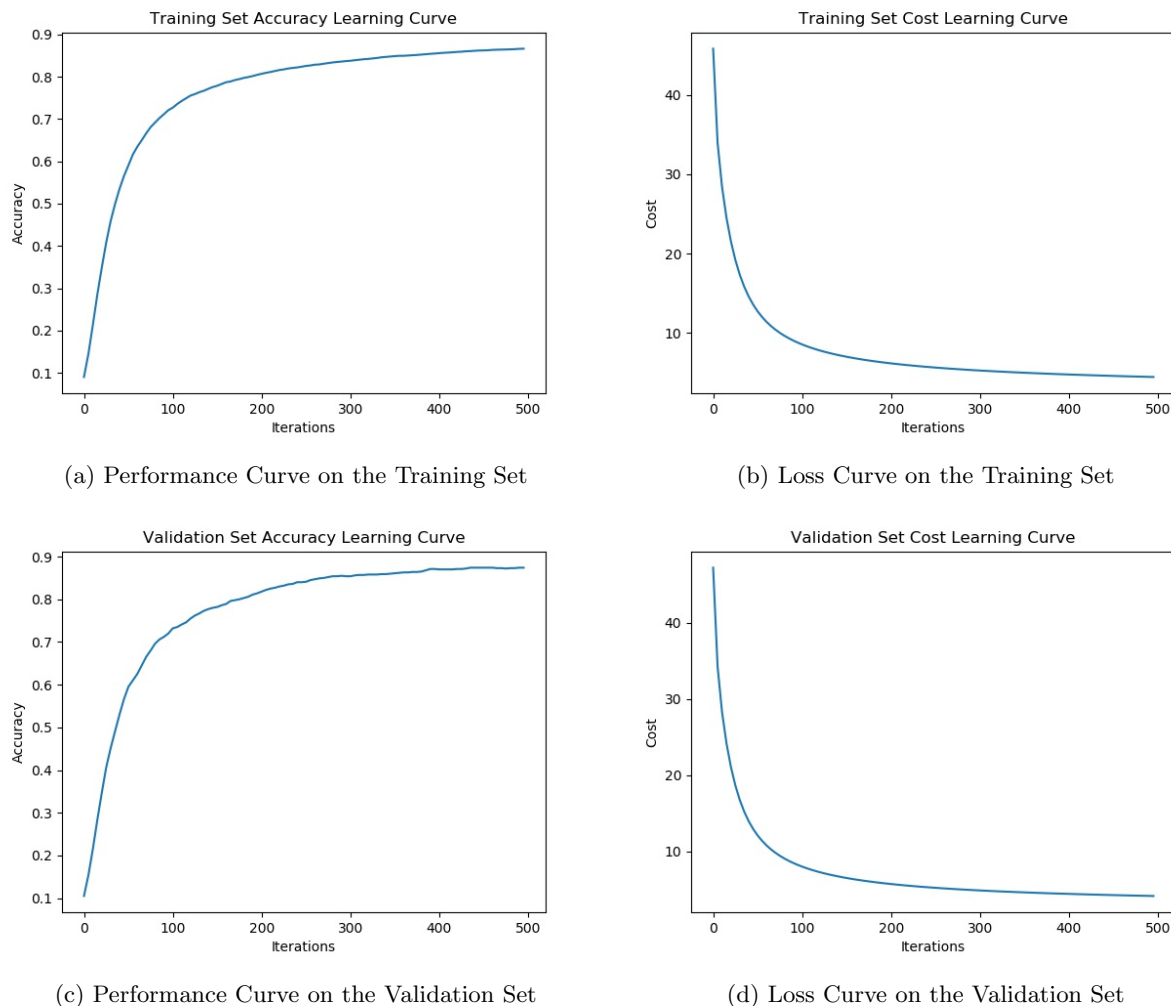 Training Set Accuracy Learning Curve
0.9
0.8
0.7
0.6
0.5
0.4
0.3
0.2
0.1
Accuracy
0 100 200 300 400 500
Iterations
(a) Performance Curve on the Training Set
Training Set Cost Learning Curve
40
30
20
10
Cost
0 100 200 300 400 500
Iterations
(b) Loss Curve on the Training Set
Validation Set Accuracy Learning Curve
0.9
0.8
0.7
0.6
0.5
0.4
0.3
0.2
0.1
Accuracy
0 100 200 300 400 500
Iterations
(c) Performance Curve on the Validation Set
Validation Set Cost Learning Curve
40
30
20
10
Cost
0 100 200 300 400 500
Iterations
(d) Loss Curve on the Validation Set